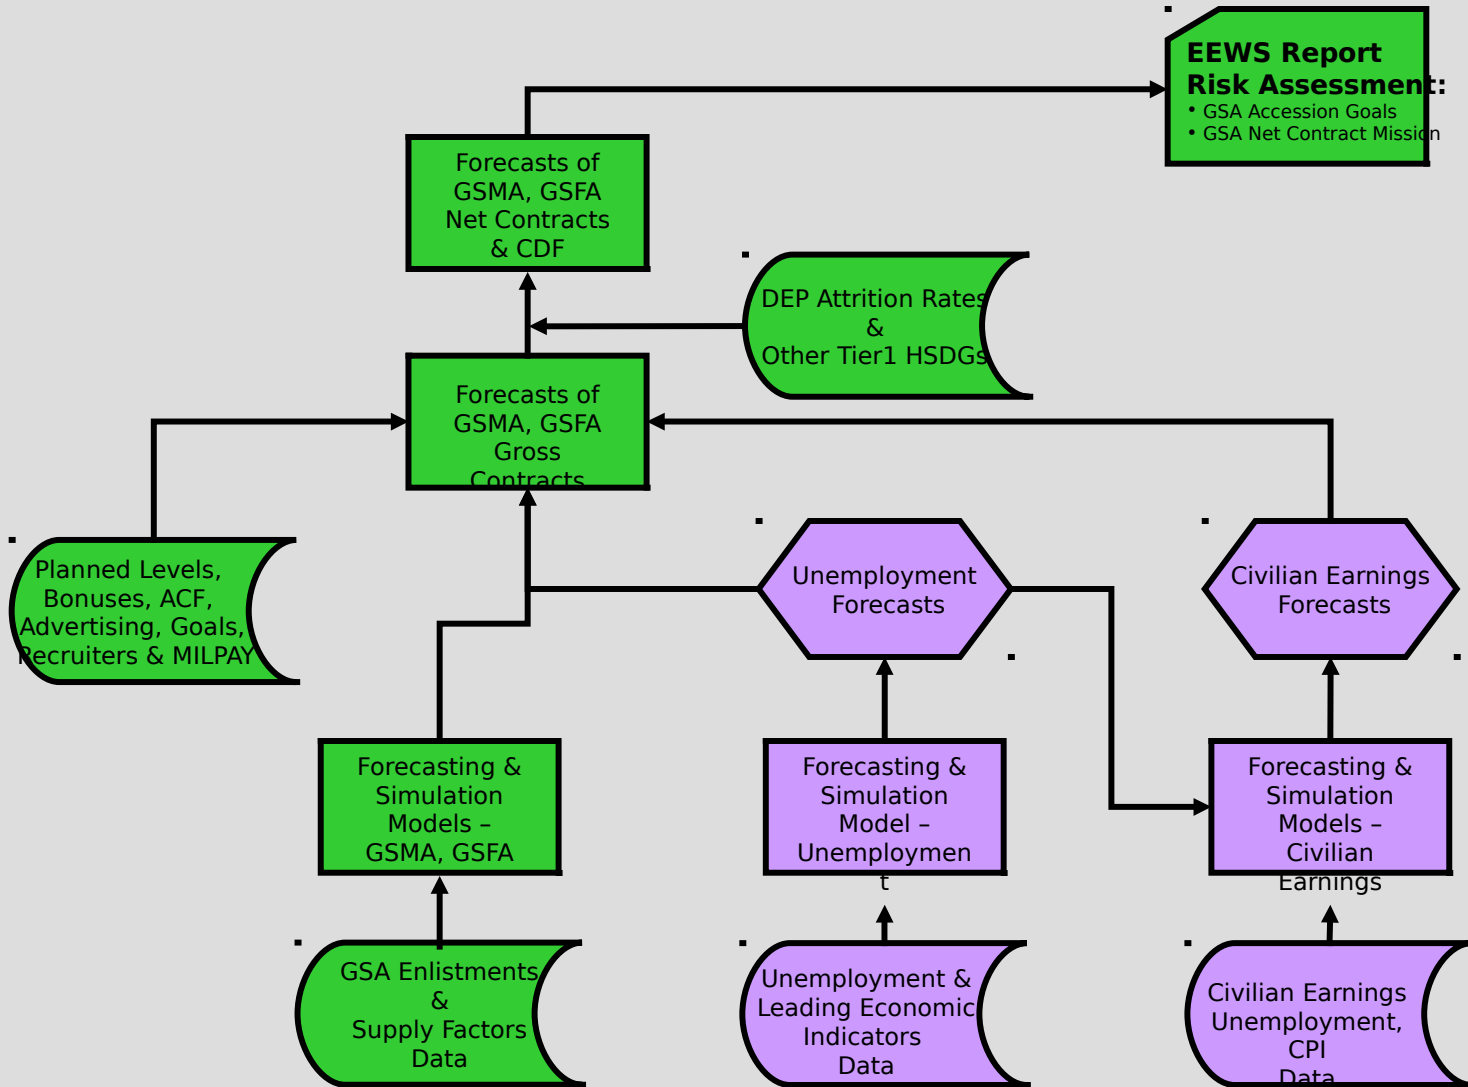 EEWS Report
Risk Assessment:
• GSA Accession Goals
• GSA Net Contract Mission
Forecasts of
GSMA, GSFA
Net Contracts
& CDF
DEP Attrition Rates
&
Other Tier1 HSDGs
Forecasts of
GSMA, GSFA
Gross
Contracts
Planned Levels,
Bonuses, ACF,
Advertising, Goals,
Recruiters & MILPAY
Unemployment
Forecasts
Civilian Earnings
Forecasts
Forecasting &
Simulation
Models –
GSMA, GSFA
Forecasting &
Simulation
Model –
Unemploymen
t
Forecasting &
Simulation
Models –
Civilian
Earnings
GSA Enlistments
&
Supply Factors
Data
Unemployment &
Leading Economic
Indicators
Data
Civilian Earnings
Unemployment,
CPI
Data